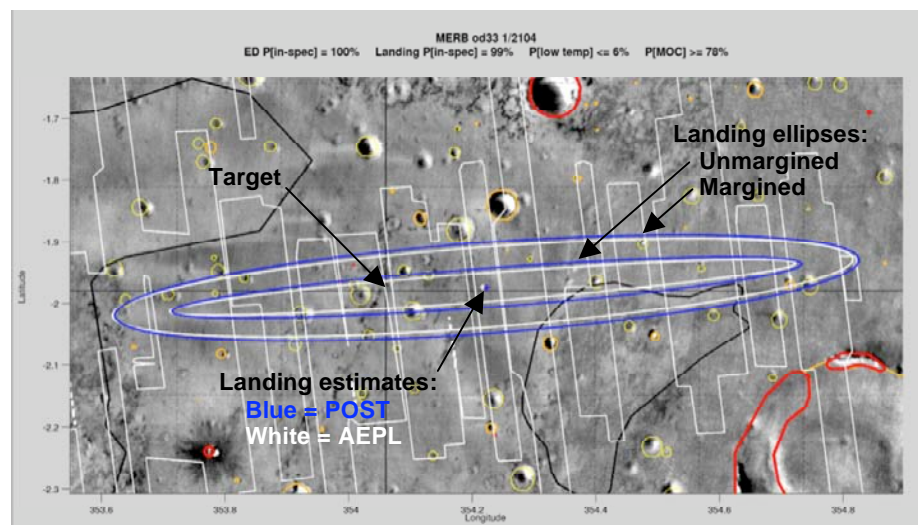 MERB od33 1/2104
ED P[in-spec] = 100% Landing P[in-spec] = 99% P[low temp] <= 6% P[MOC] >= 78%
Landing ellipses:
Unmargined
Margined
Target
Landing estimates:
Blue = POST
White = AEPL
Latitude
-1.7
-1.8
-1.9
-2
-2.1
-2.2
-2.3
353.6
353.8
354
354.2
354.4
354.6
354.8
Longitude